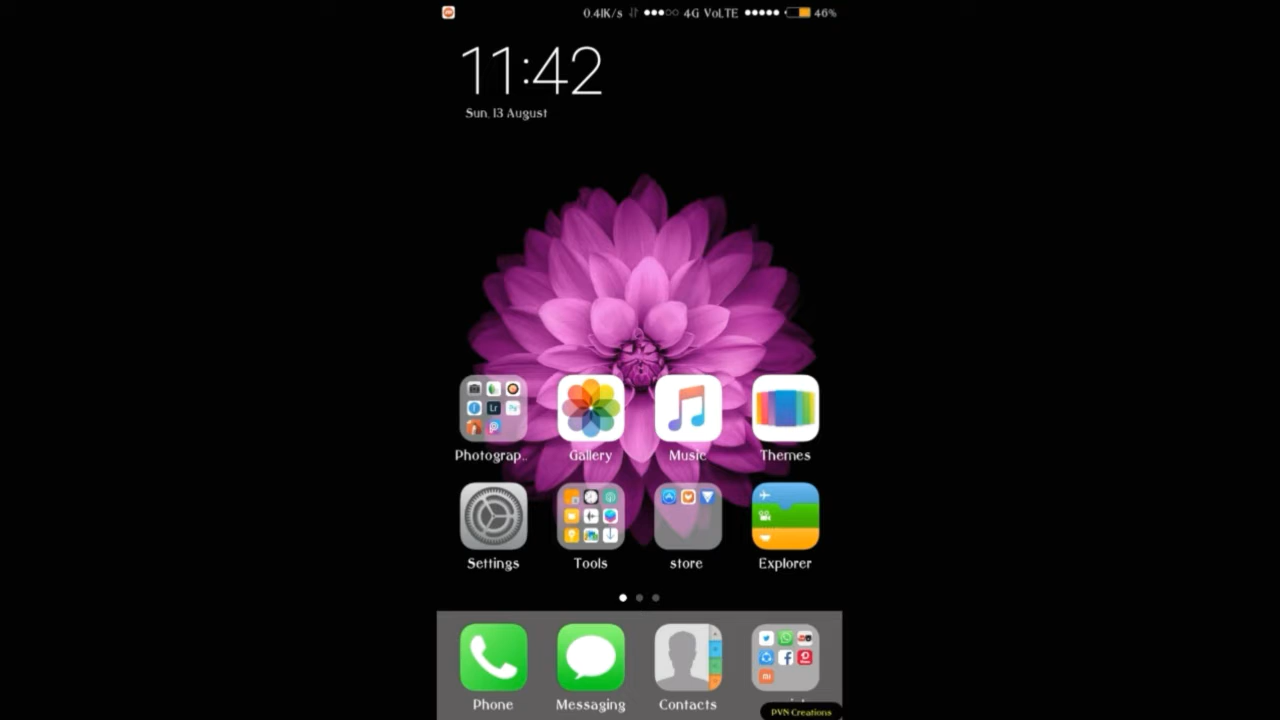 0.41K/s 4G VoLTE 46%
11:42
Sun, 13 August
Photograp.. Gallery Music Themes
Settings Tools store Explorer
Phone Messaging Contacts
PVN Creations